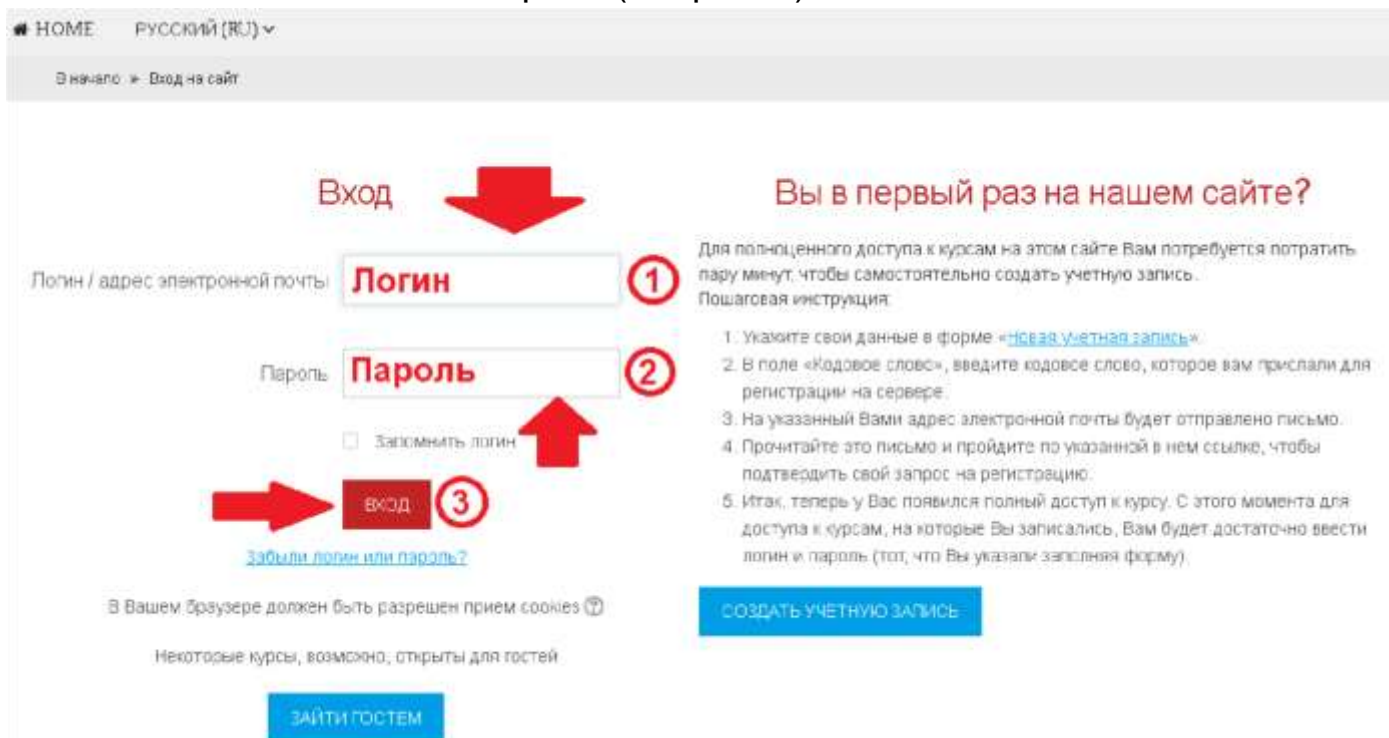 HOME РУССКИЙ (RU)
В начало » Вход на сайт
Вход
Логин / адрес электронной почты
Логин
1
Пароль
Пароль
2
Запомнить логин
ВХОД
3
Забыли логин или пароль?
В Вашем браузере должен быть разрешен прием cookies
Некоторые курсы, возможно, открыты для гостей
ЗАЙТИ ГОСТЕМ
Вы в первый раз на нашем сайте?
Для полноценного доступа к курсам на этом сайте Вам потребуется потратить
пару минут, чтобы самостоятельно создать учетную запись.
Пошаговая инструкция:
1. Укажите свои данные в форме «Новая учетная запись».
2. В поле «Кодовое слово», введите кодовое слово, которое вам прислали для
регистрации на сервере.
3. На указанный Вами адрес электронной почты будет отправлено письмо.
4. Прочитайте это письмо и пройдите по указанной в нем ссылке, чтобы
подтвердить свой запрос на регистрацию.
5. Итак, теперь у Вас появился полный доступ к курсу. С этого момента для
доступа к курсам, на которые Вы записались, Вам будет достаточно ввести
логин и пароль (тот, что Вы указали заполняя форму).
СОЗДАТЬ УЧЕТНУЮ ЗАПИСЬ